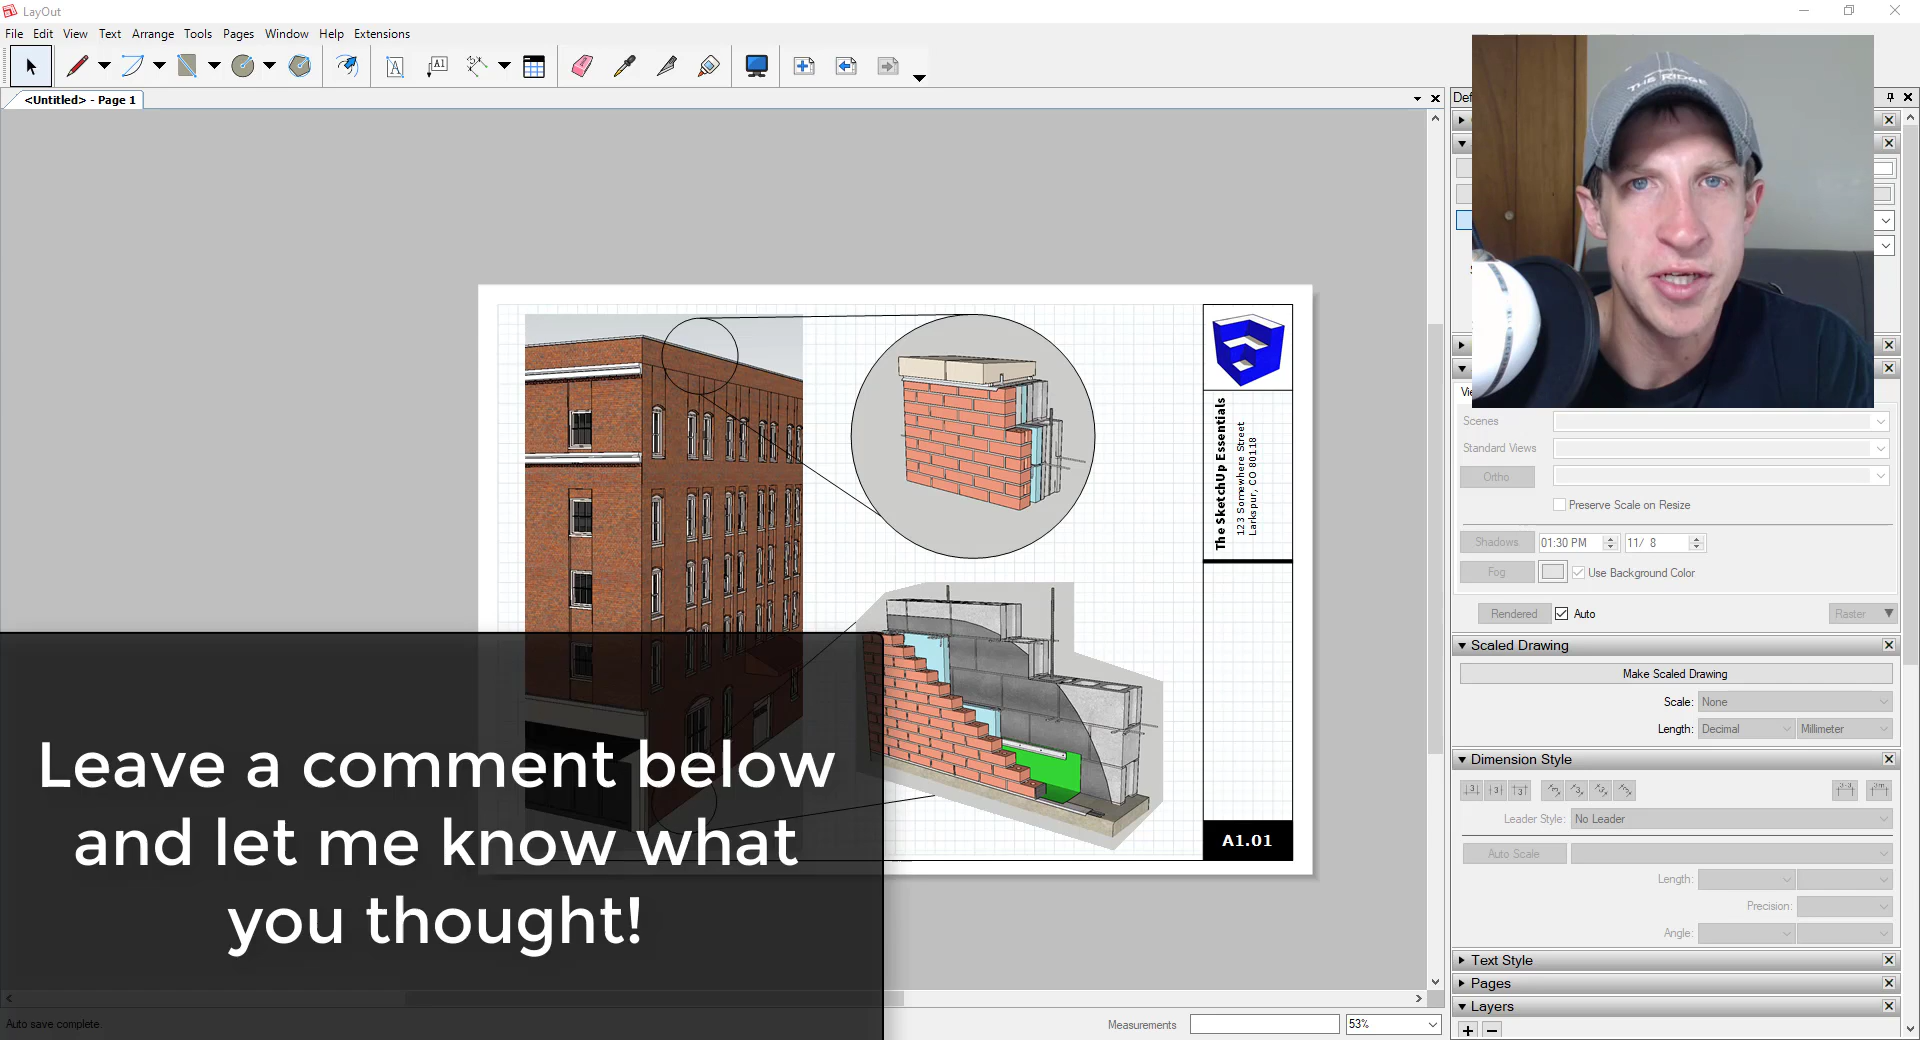 LayOut
File Edit View Text Arrange Tools Pages Window Help Extensions
A A1
<Untitled> - Page 1
Def
THE RIDGE
The SketchUp Essentials
123 Somewhere Street
Larkspur, CO 80118
A1.01
Leave a comment below
and let me know what
you thought!
Scenes
Standard Views
Ortho
Preserve Scale on Resize
Shadows 01:30 PM 11/ 8
Fog Use Background Color
Rendered Auto Raster
Scaled Drawing
Make Scaled Drawing
Scale: None
Length: Decimal Millimeter
Dimension Style
Leader Style: No Leader
Auto Scale
Length:
Precision:
Angle:
Text Style
Pages
Layers
Auto save complete.
Measurements 53%